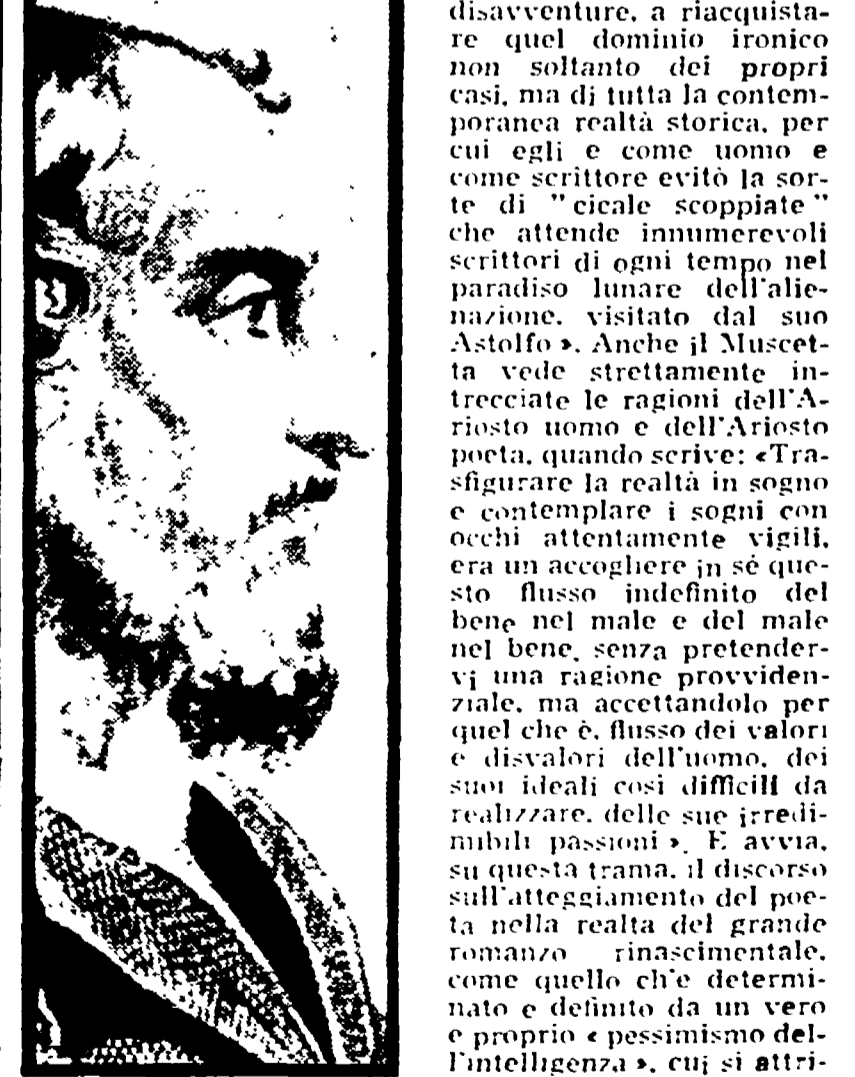 disavventure, a riacquista-
re quel dominio ironico
non soltanto dei propri
casi, ma di tutta la contem-
poranea realtà storica, per
cui egli e come uomo e
come scrittore evitò la sor-
te di "cicale scoppiate"
che attende innumerevoli
scrittori di ogni tempo nel
paradiso lunare dell'alie-
nazione, visitato dal suo
Astolfo ». Anche il Muscet-
ta vede strettamente in-
trecciate le ragioni dell'A-
riosto uomo e dell'Ariosto
poeta, quando scrive: «Tra-
sfigurare la realtà in sogno
e contemplare i sogni con
occhi attentamente vigili,
era un accogliere in sé que-
sto flusso indefinito del
bene nel male e del male
nel bene, senza pretender-
vi una ragione provviden-
ziale, ma accettandolo per
quel che è, flusso dei valori
e disvalori dell'uomo, dei
suoi ideali così difficili da
realizzare, delle sue irredi-
mibili passioni ». E avvia,
su questa trama, il discorso
sull'atteggiamento del poe-
ta nella realtà del grande
romanzo rinascimentale,
come quello ch'è determi-
nato e definito da un vero
e proprio « pessimismo del-
l'intelligenza », cui si attri-